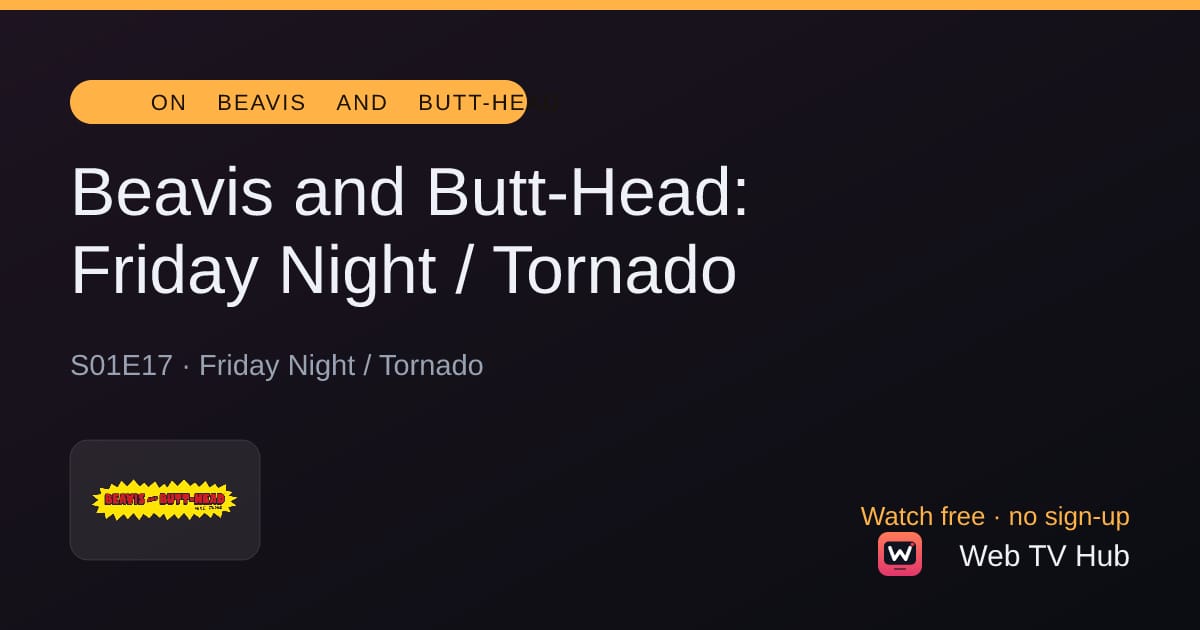 ON BEAVIS AND BUTT-HEAD
Beavis and Butt-Head:
Friday Night / Tornado
S01E17 · Friday Night / Tornado
BEAVIS AND BUTT-HEAD
Watch free · no sign-up
W
Web TV Hub